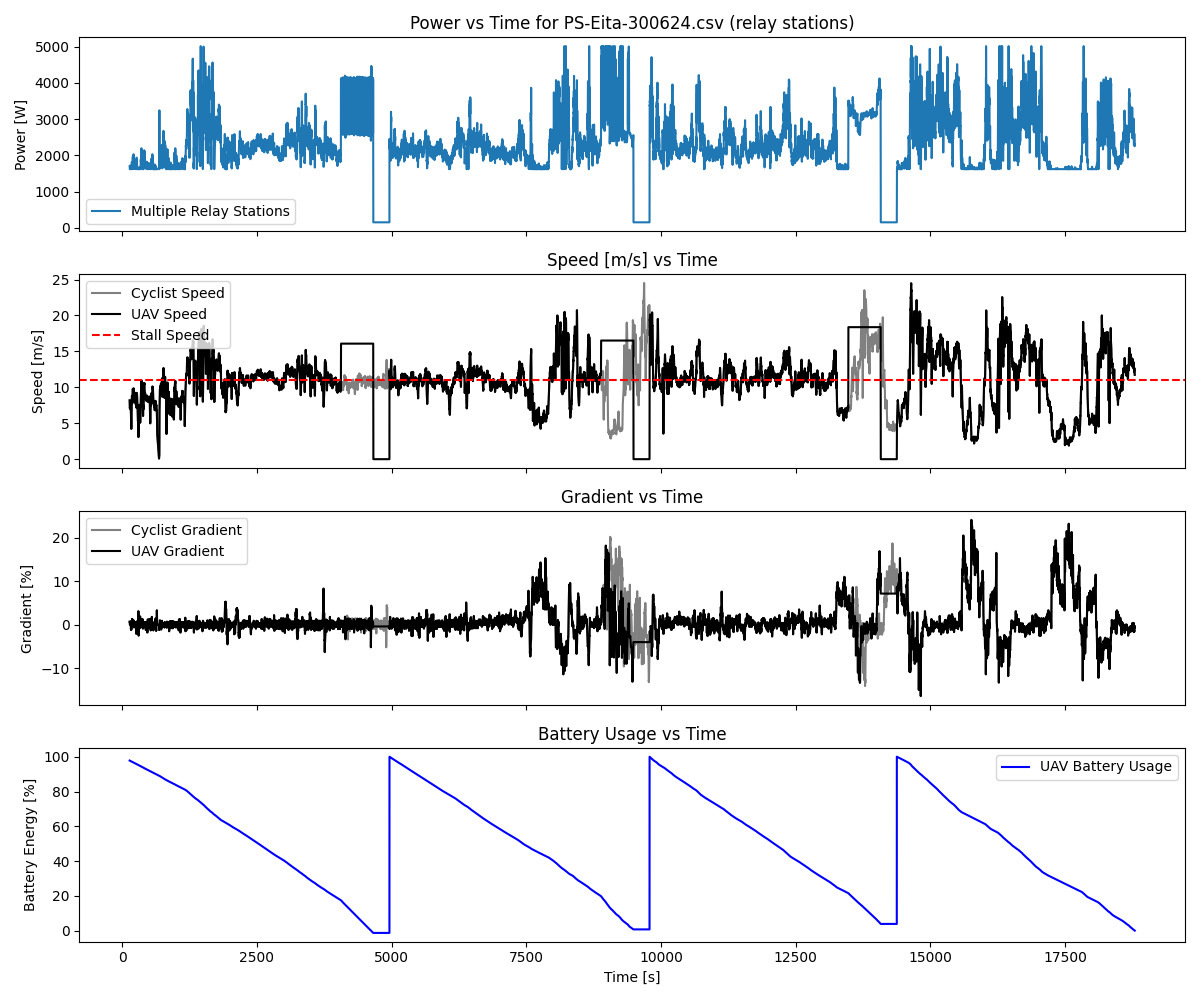 Power vs Time for PS-Eita-300624.csv (relay stations)
5000
4000
3000
2000
1000
0
Power [W]
Multiple Relay Stations
Speed [m/s] vs Time
25
20
15
10
5
0
Speed [m/s]
Cyclist Speed
UAV Speed
Stall Speed
Gradient vs Time
20
10
0
−10
Gradient [%]
Cyclist Gradient
UAV Gradient
Battery Usage vs Time
100
80
60
40
20
0
Battery Energy [%]
UAV Battery Usage
0 2500 5000 7500 10000 12500 15000 17500
Time [s]